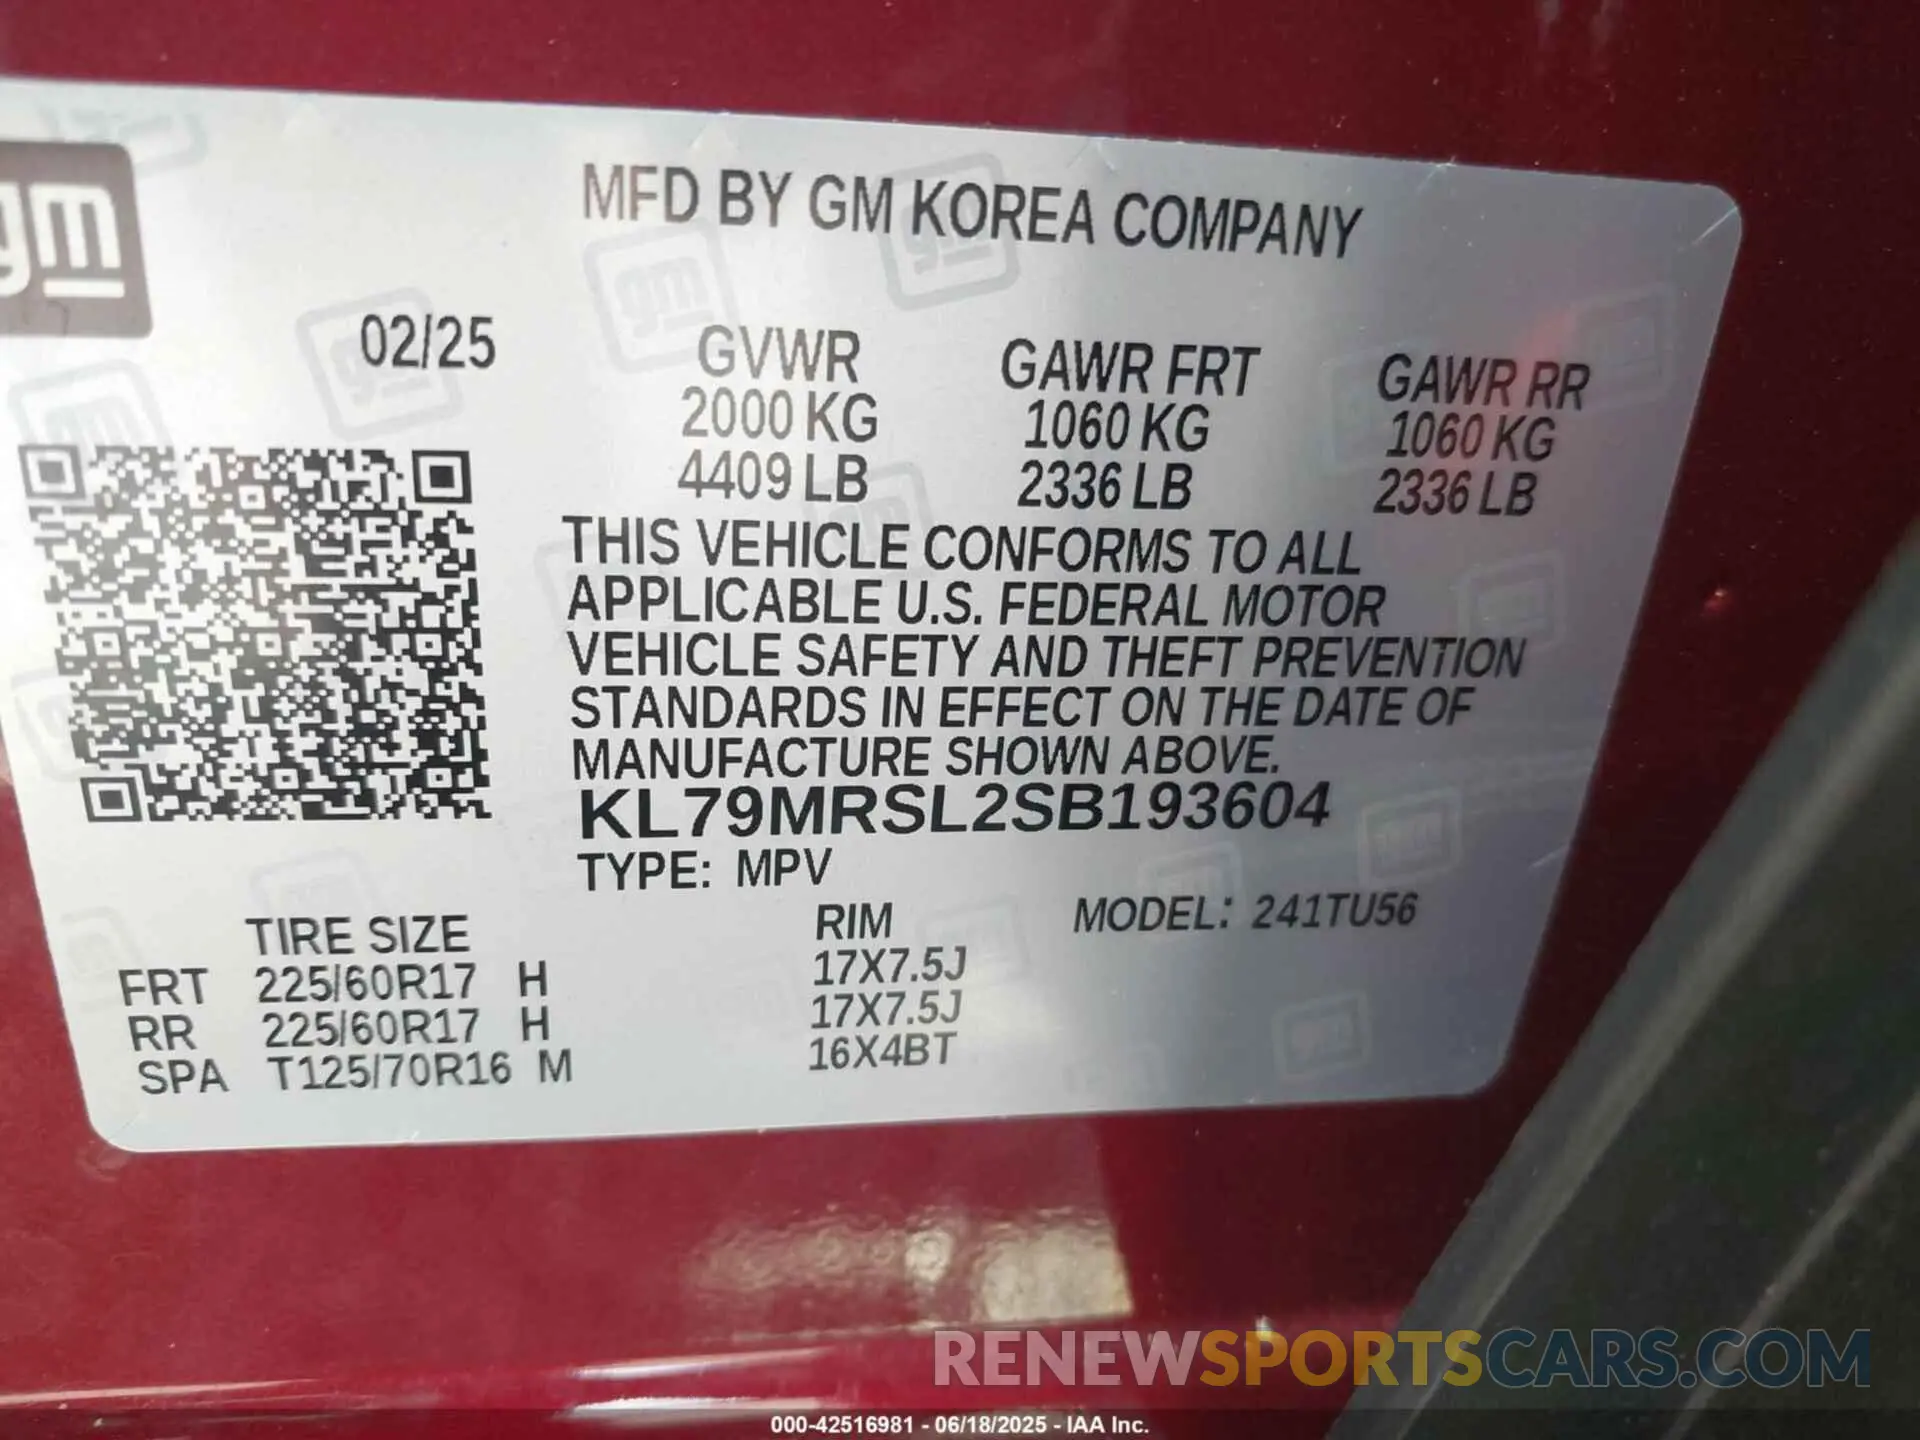 gm
MFD BY GM KOREA COMPANY
02/25
GVWR GAWR FRT GAWR RR
2000 KG 1060 KG 1060 KG
4409 LB 2336 LB 2336 LB
THIS VEHICLE CONFORMS TO ALL
APPLICABLE U.S. FEDERAL MOTOR
VEHICLE SAFETY AND THEFT PREVENTION
STANDARDS IN EFFECT ON THE DATE OF
MANUFACTURE SHOWN ABOVE.
KL79MRSL2SB193604
TYPE: MPV
TIRE SIZE RIM MODEL: 241TU56
FRT 225/60R17 H 17X7.5J
RR 225/60R17 H 17X7.5J
SPA T125/70R16 M 16X4BT
RENEWSPORTSCARS.COM
000-42516981 - 06/18/2025 - IAA Inc.